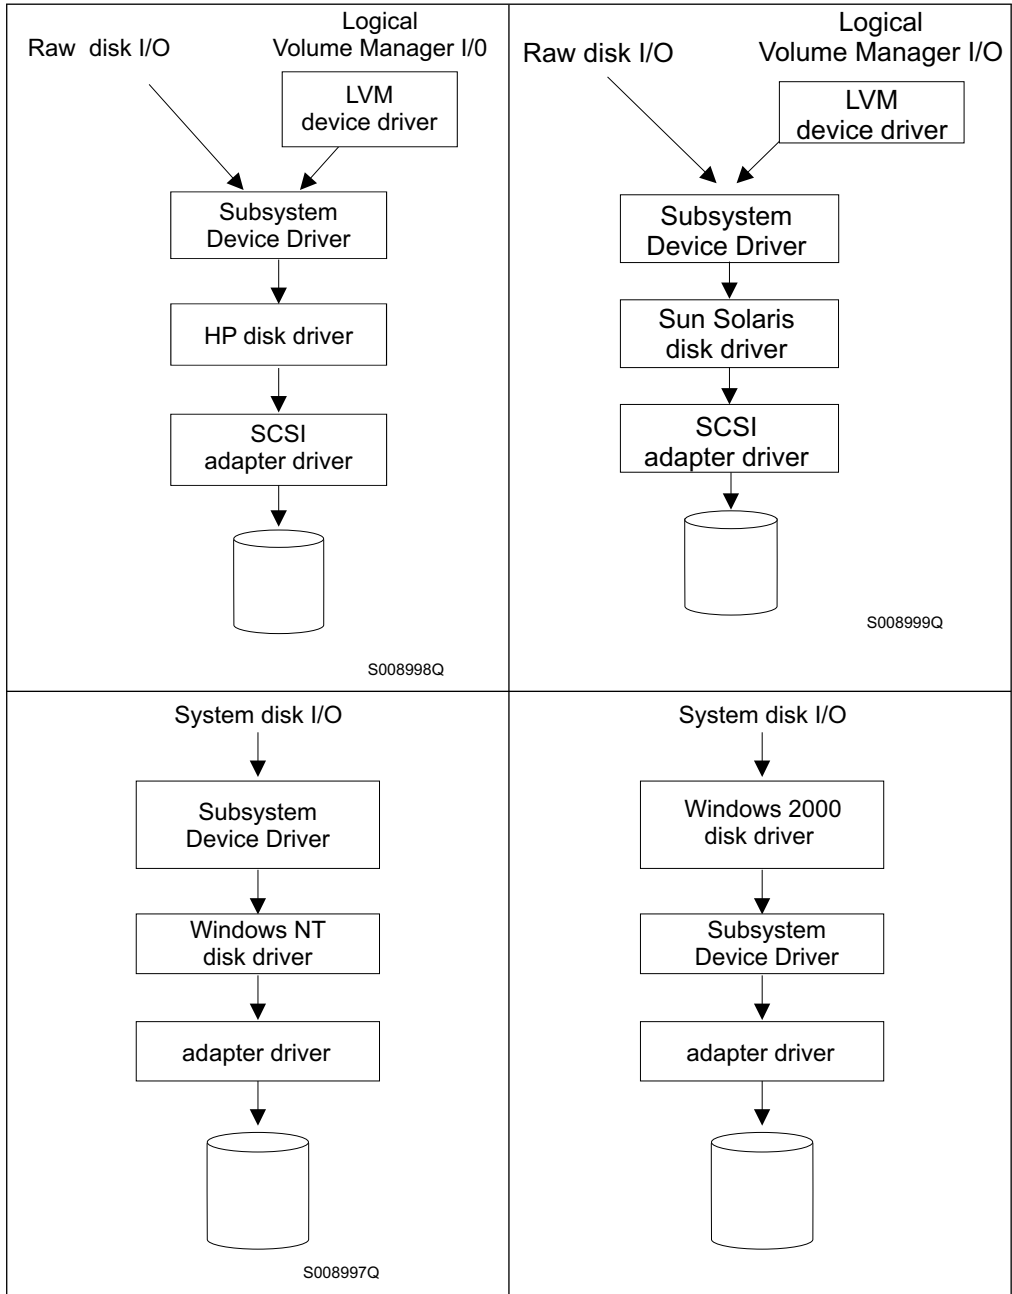 Raw disk I/O
Logical
Volume Manager I/0
LVM
device driver
Subsystem
Device Driver
HP disk driver
SCSI
adapter driver
S008998Q
Raw disk I/O
Logical
Volume Manager I/O
LVM
device driver
Subsystem
Device Driver
Sun Solaris
disk driver
SCSI
adapter driver
S008999Q
System disk I/O
Subsystem
Device Driver
Windows NT
disk driver
adapter driver
S008997Q
System disk I/O
Windows 2000
disk driver
Subsystem
Device Driver
adapter driver